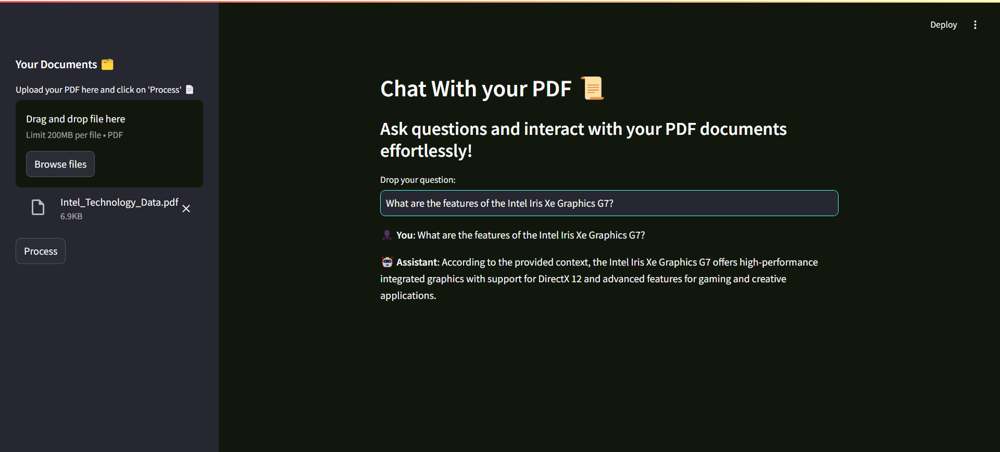 Deploy
Your Documents
Upload your PDF here and click on 'Process'
Drag and drop file here
Limit 200MB per file • PDF
Browse files
Intel_Technology_Data.pdf
6.9KB
Process
Chat With your PDF
Ask questions and interact with your PDF documents
effortlessly!
Drop your question:
What are the features of the Intel Iris Xe Graphics G7?
You: What are the features of the Intel Iris Xe Graphics G7?
Assistant: According to the provided context, the Intel Iris Xe Graphics G7 offers high-performance
integrated graphics with support for DirectX 12 and advanced features for gaming and creative
applications.